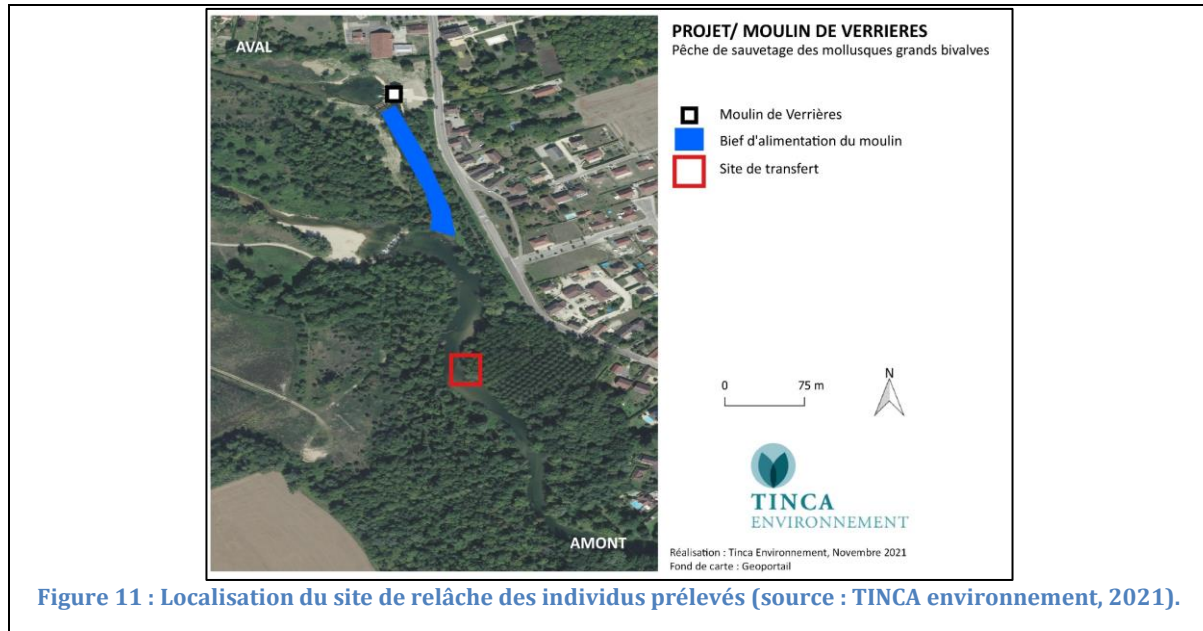 AVAL
AMONT
PROJET/ MOULIN DE VERRIERES
Pêche de sauvetage des mollusques grands bivalves
Moulin de Verrières
Bief d'alimentation du moulin
Site de transfert
0 75 m
N
TINCA
ENVIRONNEMENT
Réalisation : Tinca Environnement, Novembre 2021
Fond de carte : Geoportail
Figure 11 : Localisation du site de relâche des individus prélevés (source : TINCA environnement, 2021).